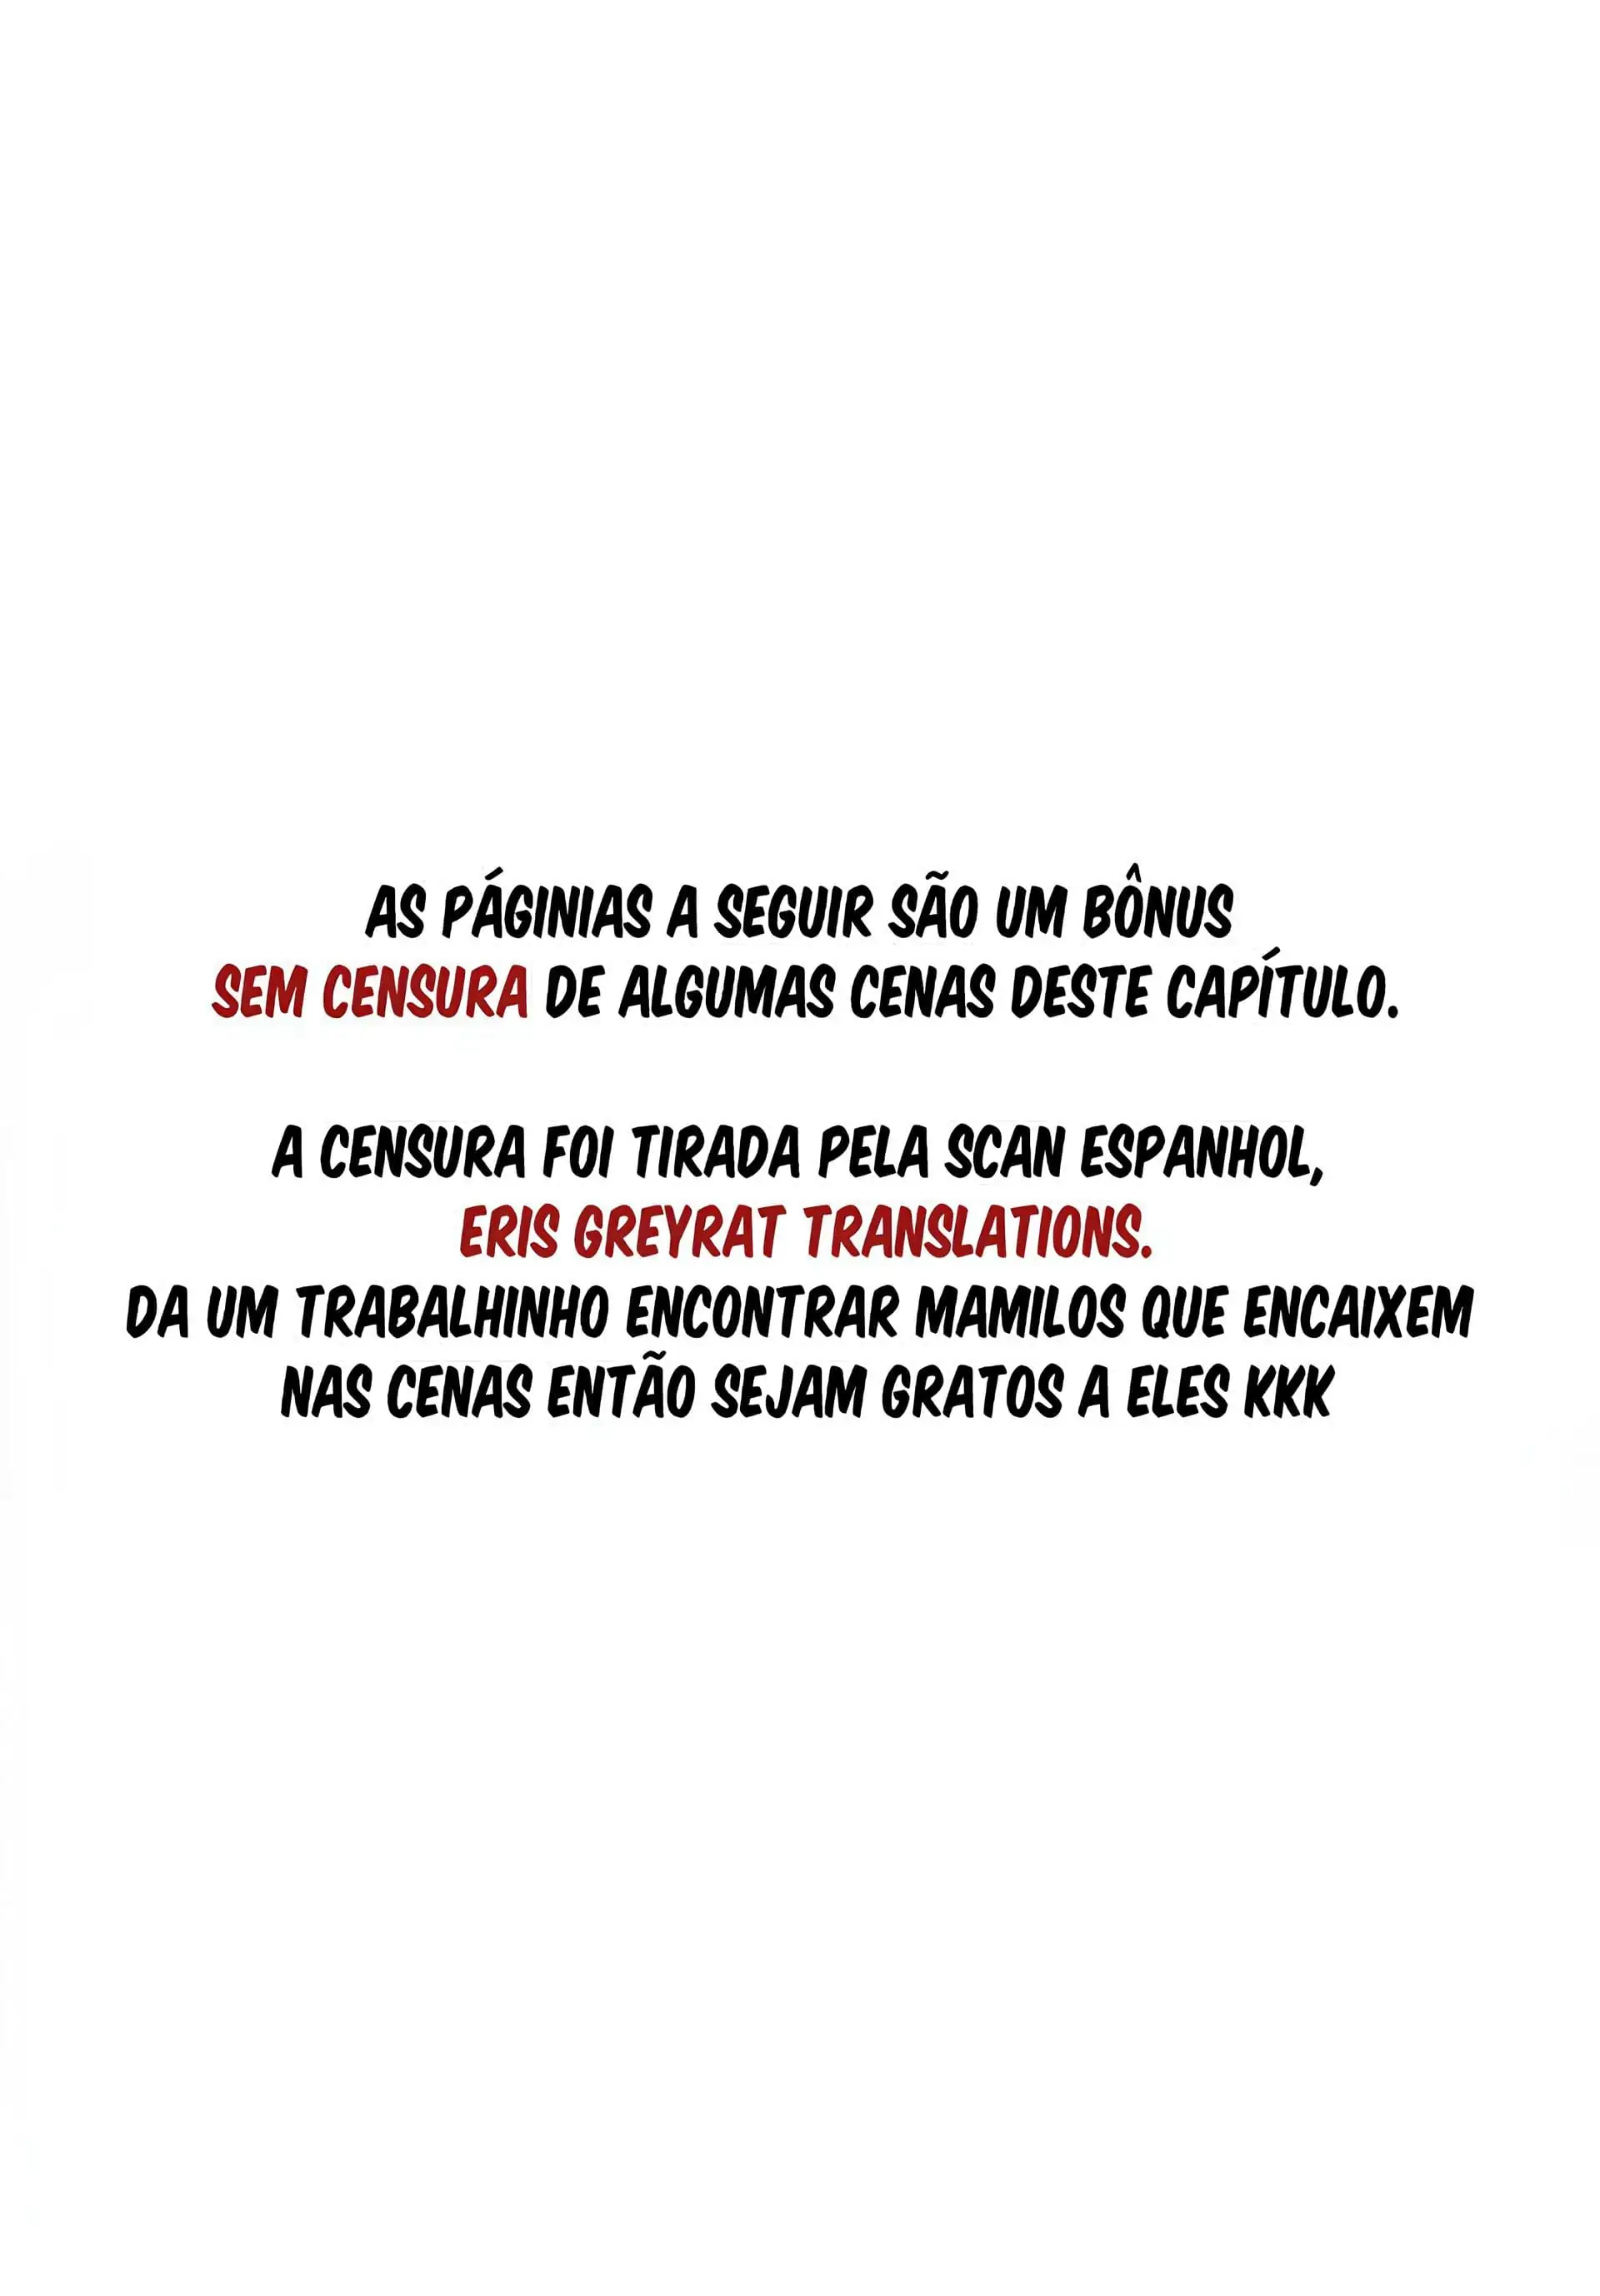 AS PÁGINIAS A SEGUIR SÃO UM BÔNUS
SEM CENSURA DE ALGUMAS CENAS DESTE CAPÍTULO.
A CENSURA FOI TIRADA PELA SCAN ESPANHOL,
ERIS GREYRAT TRANSLATIONS.
DA UM TRABALHINHO ENCONTRAR MAMILOS QUE ENCAIXEM
NAS CENAS ENTÃO SEJAM GRATOS A ELES KKK